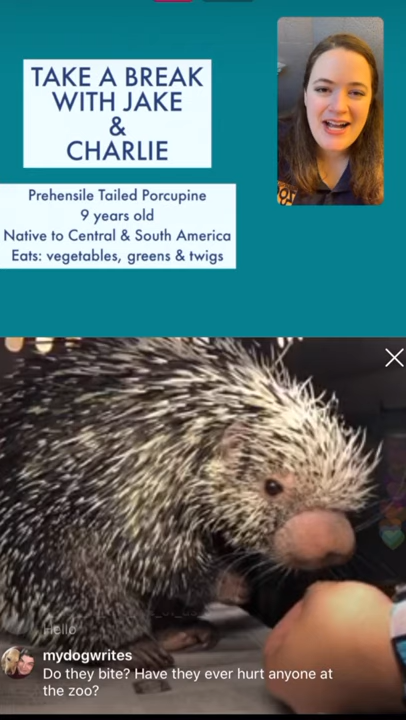 TAKE A BREAK
WITH JAKE
&
CHARLIE
Prehensile Tailed Porcupine
9 years old
Native to Central & South America
Eats: vegetables, greens & twigs
Hello
mydogwrites
Do they bite? Have they ever hurt anyone at
the zoo?